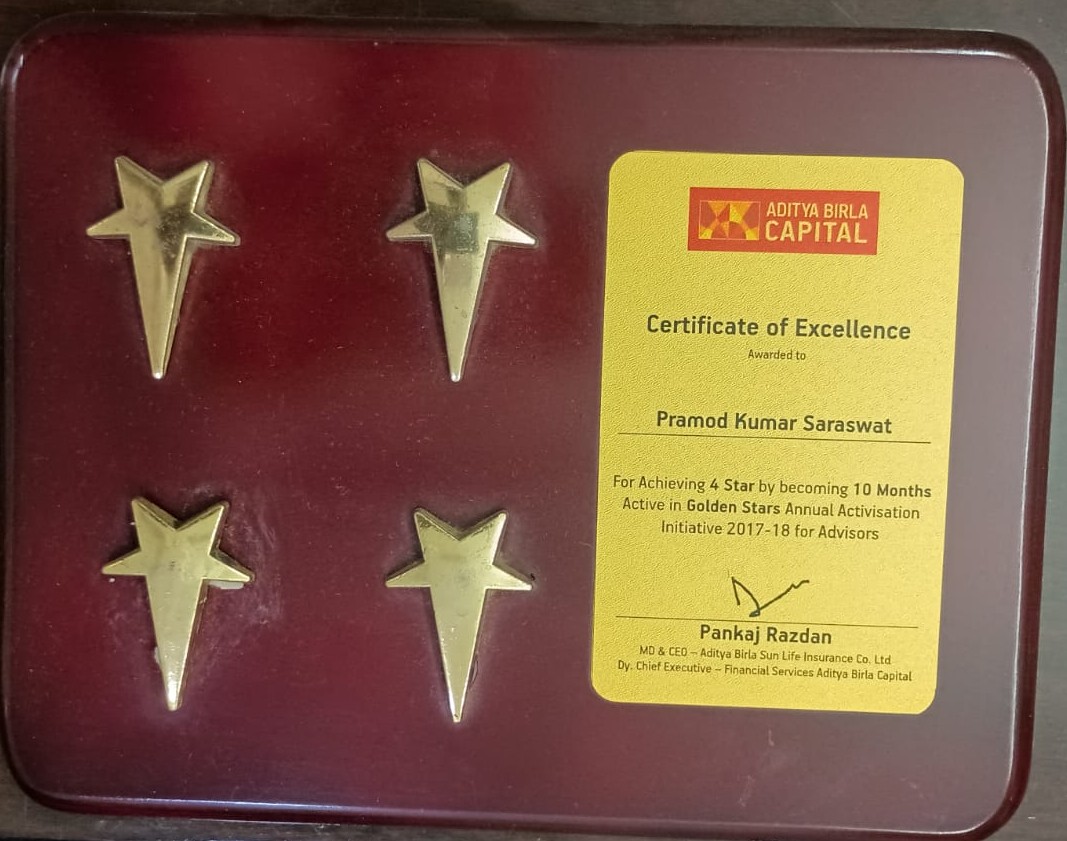 ADITYA BIRLA
CAPITAL
Certificate of Excellence
Awarded to
Pramod Kumar Saraswat
For Achieving 4 Star by becoming 10 Months
Active in Golden Stars Annual Activisation
Initiative 2017-18 for Advisors
Pankaj Razdan
MD & CEO – Aditya Birla Sun Life Insurance Co. Ltd
Dy. Chief Executive – Financial Services Aditya Birla Capital